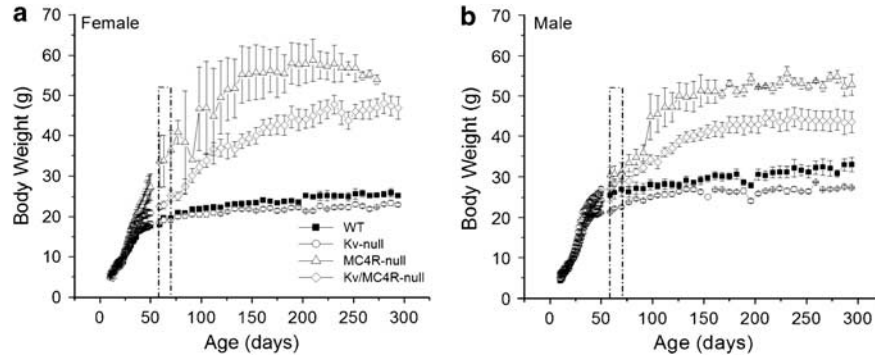 a
Female
70
60
50
40
30
20
10
0
Body Weight (g)
0 50 100 150 200 250 300
Age (days)
WT
Kv-null
MC4R-null
Kv/MC4R-null
b
Male
70
60
50
40
30
20
10
0
Body Weight (g)
0 50 100 150 200 250 300
Age (days)